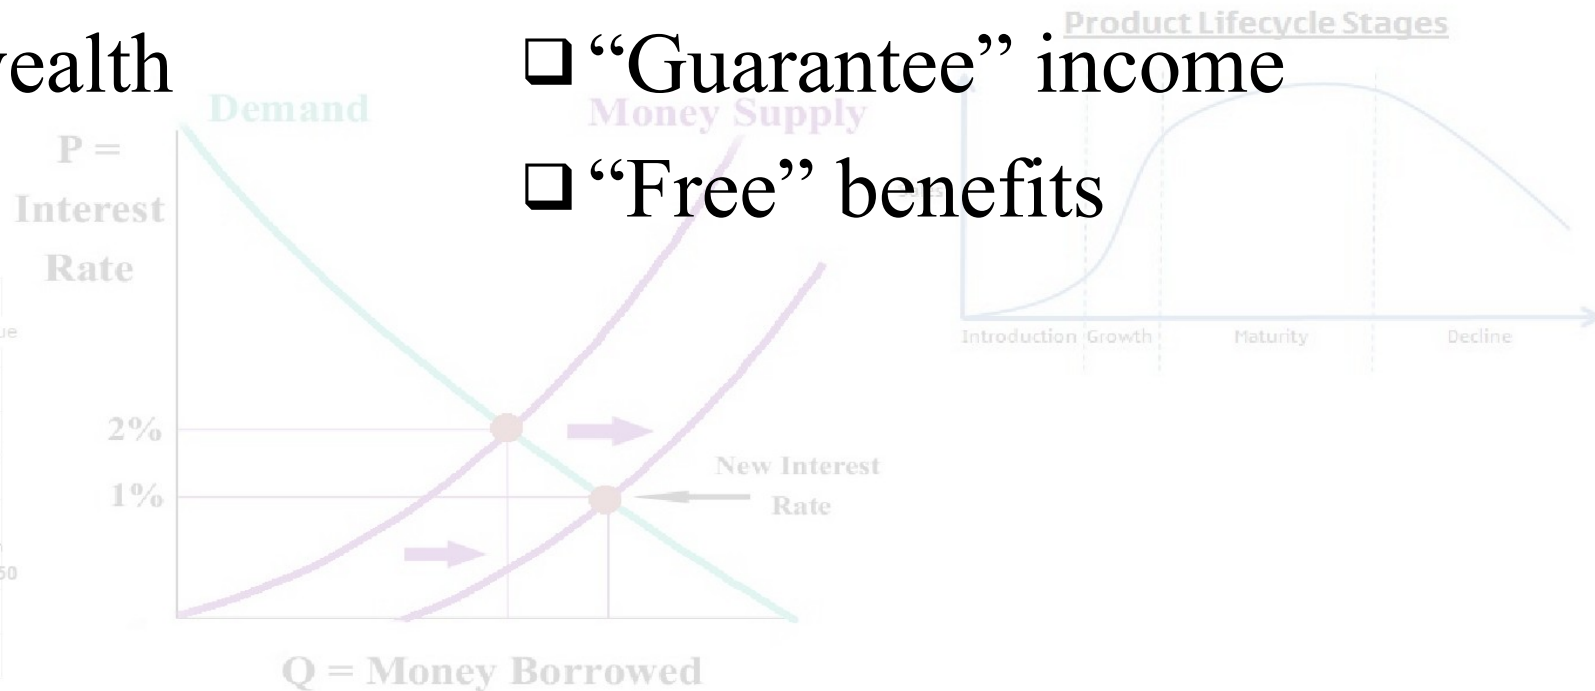 Product Lifecycle Stages
“Guarantee” income
“Free” benefits
Demand
Money Supply
P =
Interest
Rate
2%
1%
New Interest
Rate
Q = Money Borrowed
Introduction Growth Maturity Decline
50